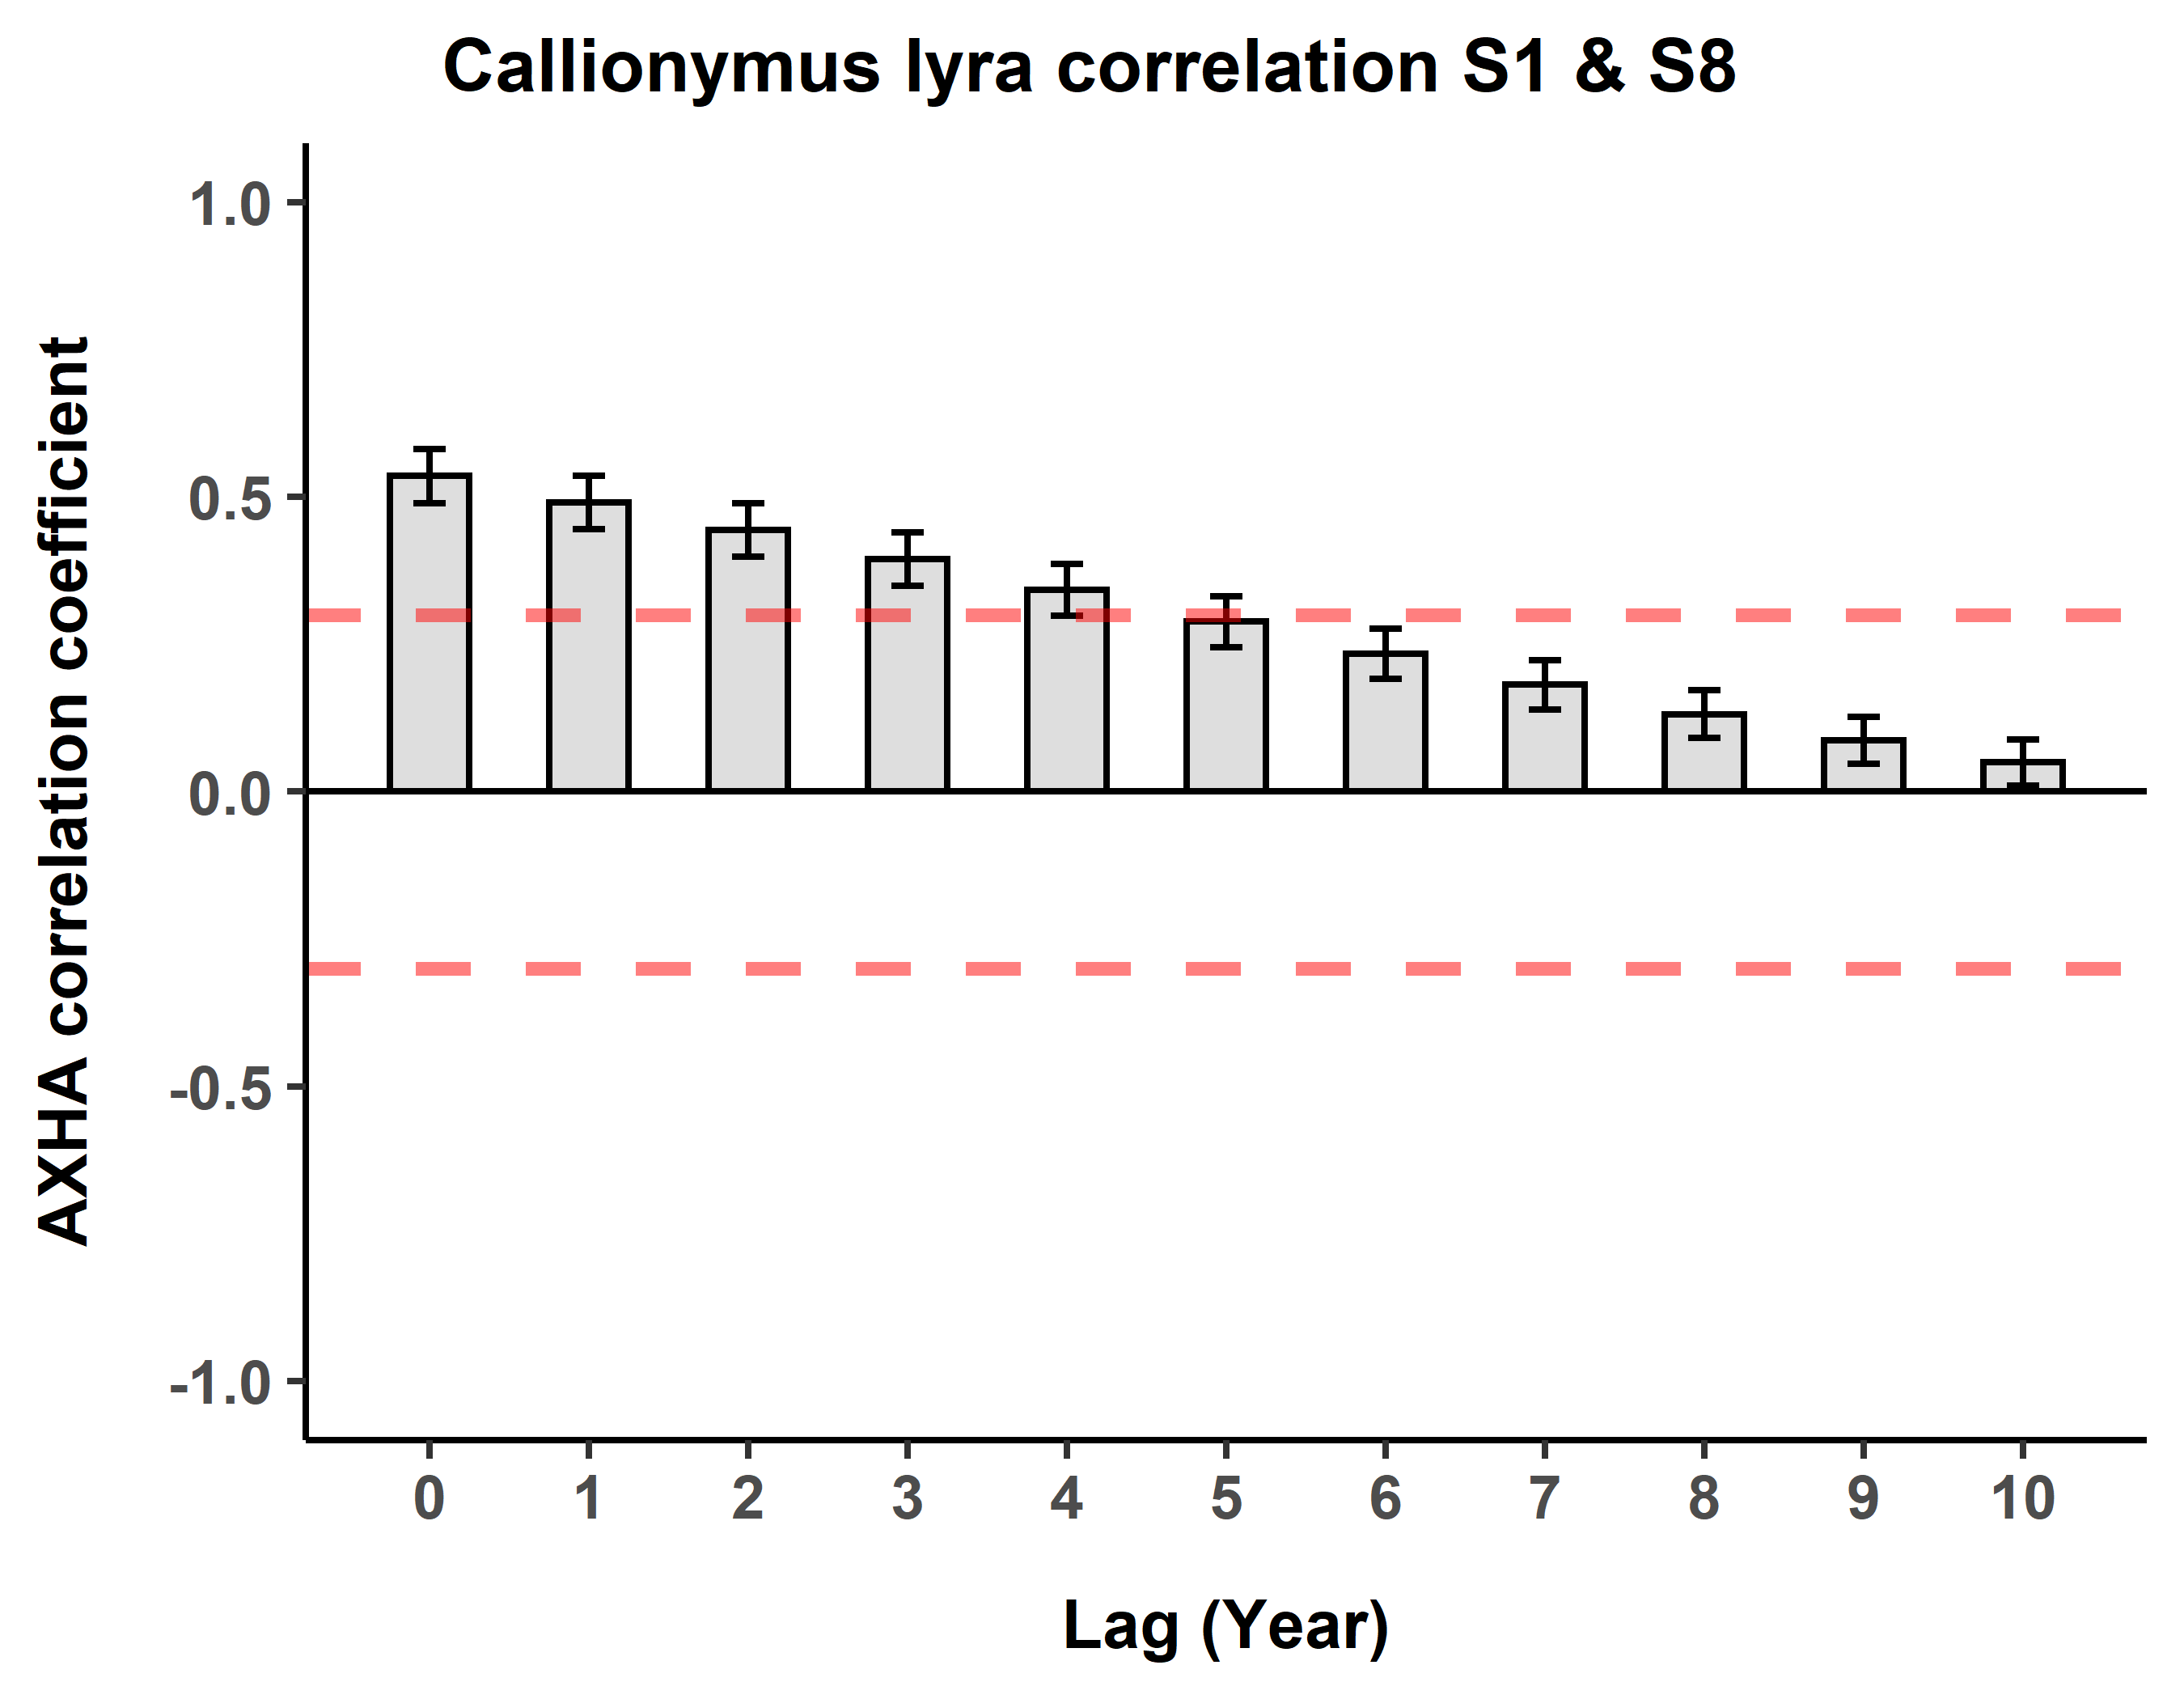 Callionymus lyra correlation S1 & S8
AXHA correlation coefficient
1.0
0.5
0.0
-0.5
-1.0
0 1 2 3 4 5 6 7 8 9 10
Lag (Year)